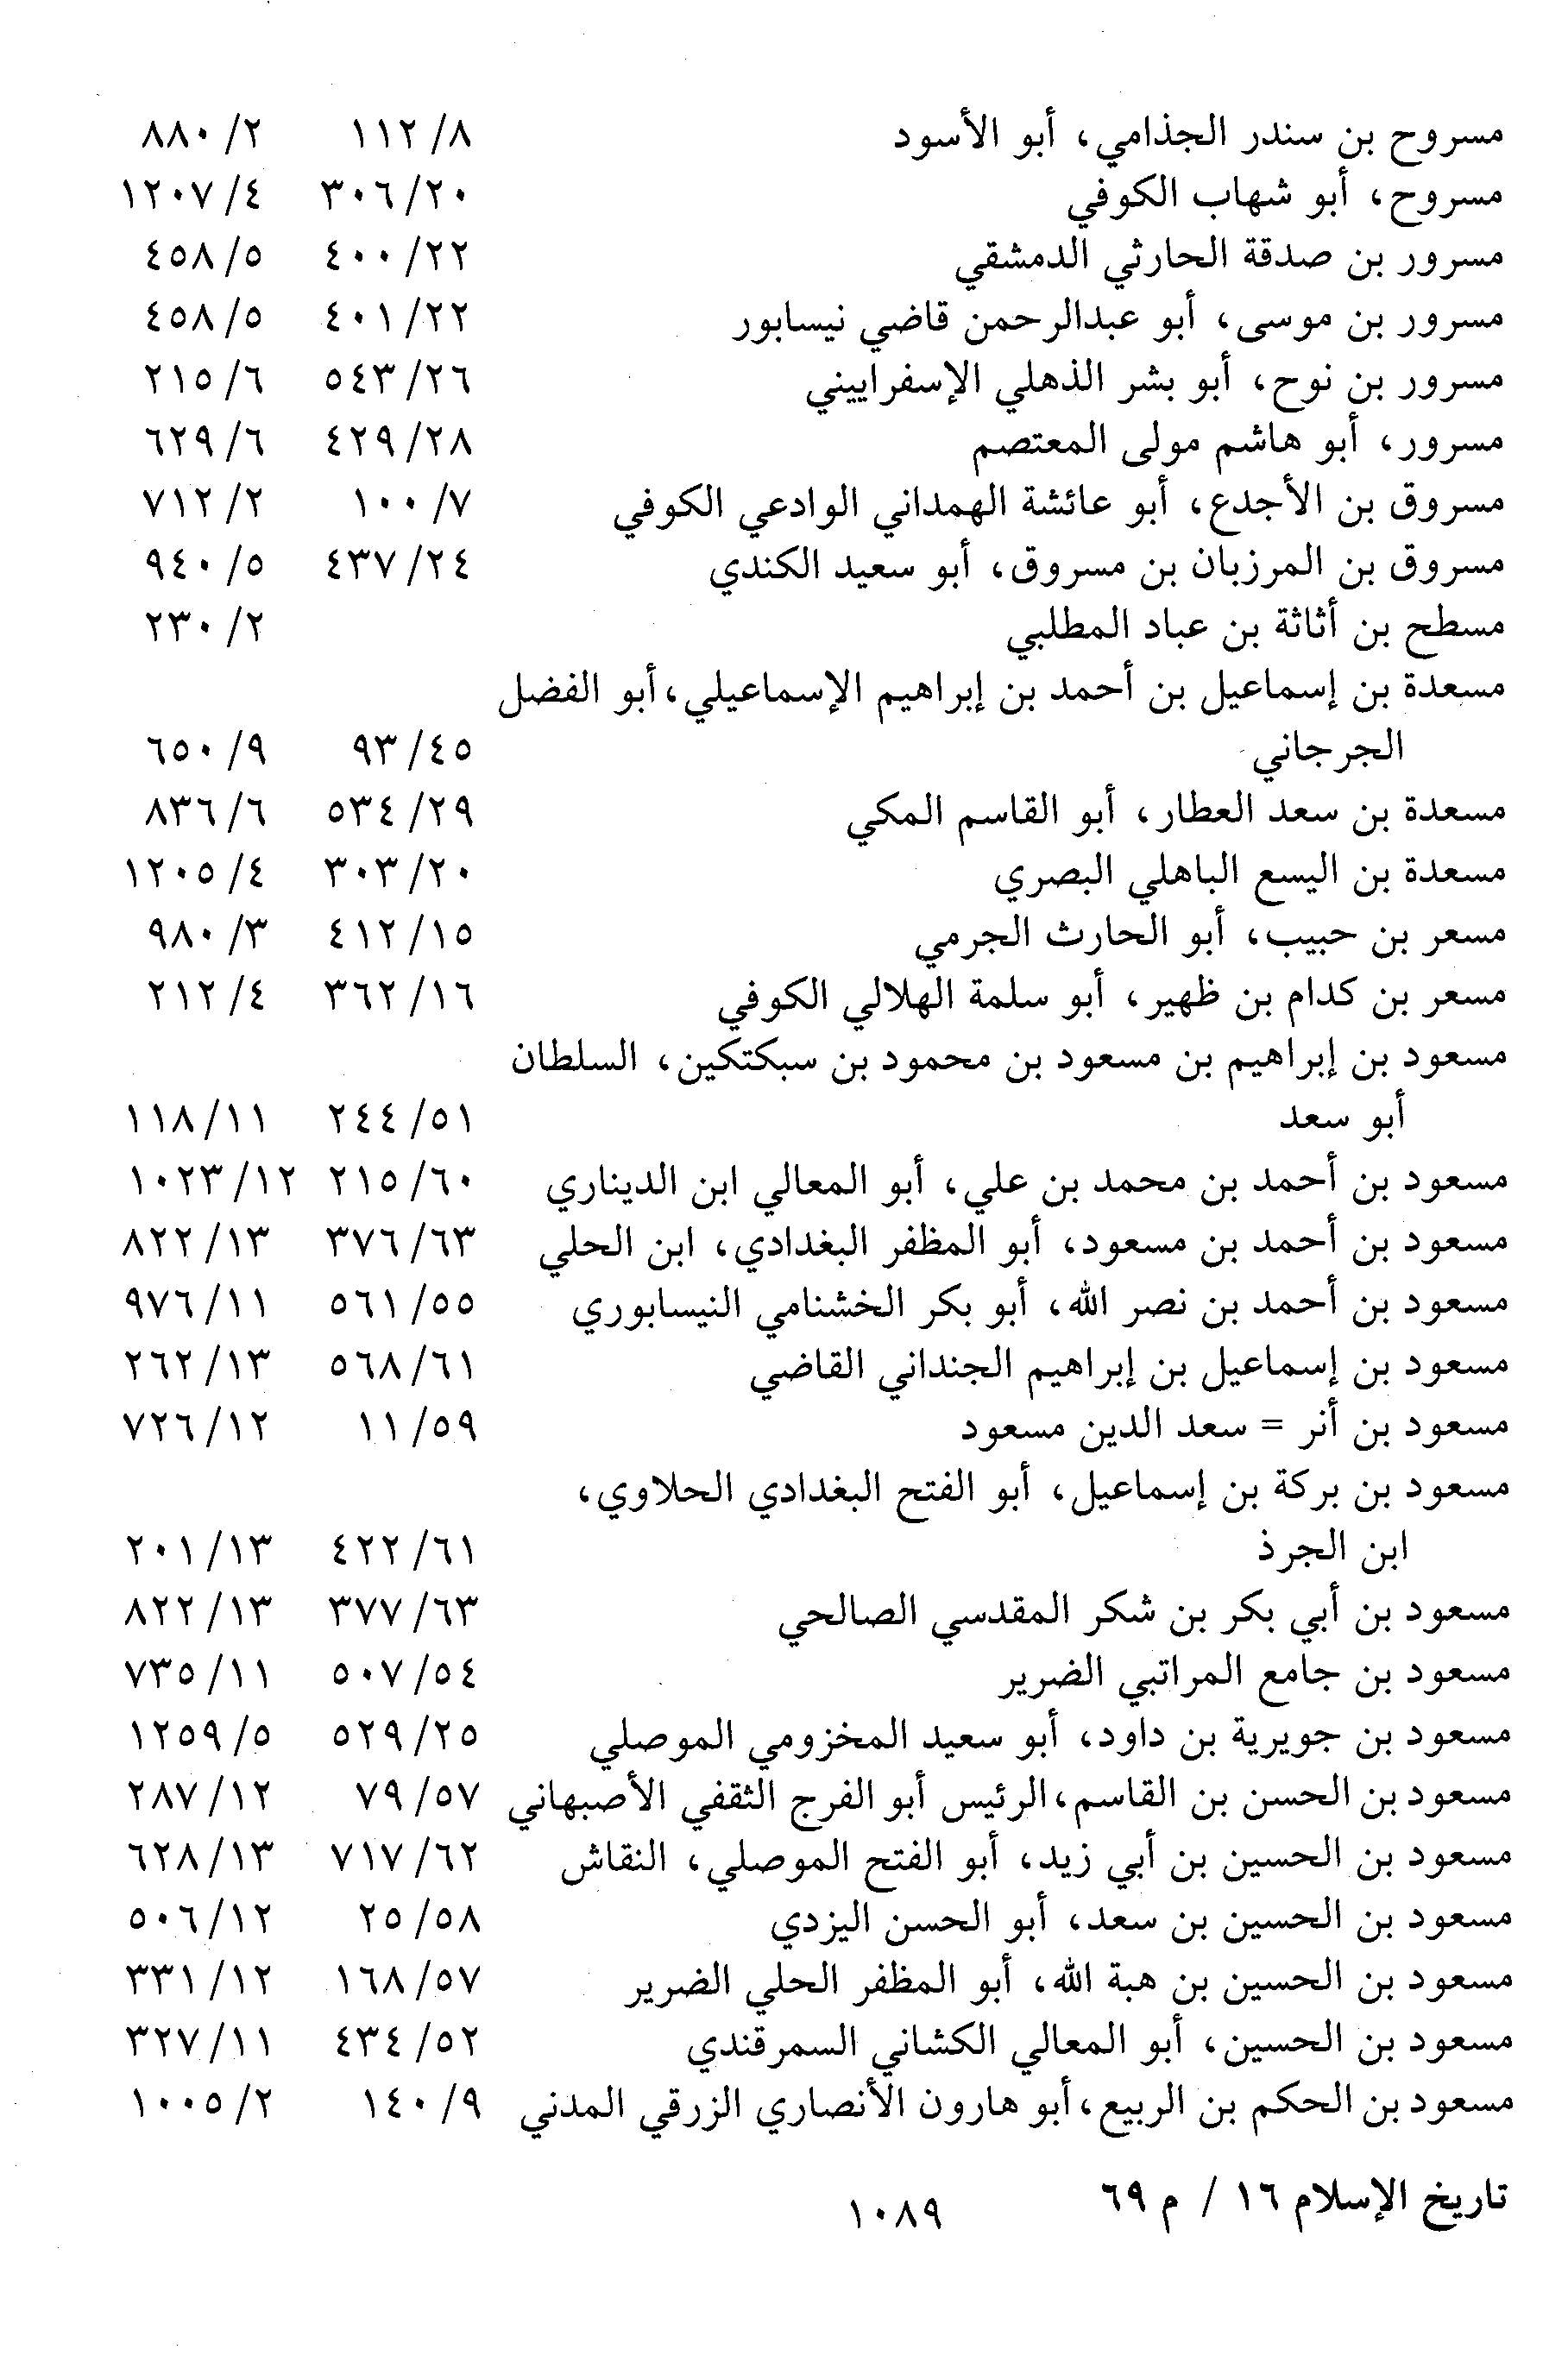 مسروح بن سندر الجذامي، أبو الأسود ٨/ ١١٢ ٢/ ٨٨٠
مسروح، أبو شهاب الكوفي ٢٠/ ٣٠٦ ٤/ ١٢٠٧
مسرور بن صدقة الحارثي الدمشقي ٢٢/ ٤٠٠ ٥/ ٤٥٨
مسرور بن موسى، أبو عبدالرحمن قاضي نيسابور ٢٢/ ٤٠١ ٥/ ٤٥٨
مسرور بن نوح، أبو بشر الذهلي الإسفراييني ٢٦/ ٥٤٣ ٦/ ٢١٥
مسرور، أبو هاشم مولى المعتصم ٢٨/ ٤٢٩ ٦/ ٦٢٩
مسروق بن الأجدع، أبو عائشة الهمداني الوادعي الكوفي ٧/ ١٠٠ ٢/ ٧١٢
مسروق بن المرزبان بن مسروق، أبو سعيد الكندي ٢٤/ ٤٣٧ ٥/ ٩٤٠
مسطح بن أثاثة بن عباد المطلبي ٢/ ٢٣٠
مسعدة بن إسماعيل بن أحمد بن إبراهيم الإسماعيلي، أبو الفضل
الجرجاني ٤٥/ ٩٣ ٩/ ٦٥٠
مسعدة بن سعد العطار، أبو القاسم المكي ٢٩/ ٥٣٤ ٦/ ٨٣٦
مسعدة بن اليسع الباهلي البصري ٢٠/ ٣٠٣ ٤/ ١٢٠٥
مسعر بن حبيب، أبو الحارث الجرمي ١٥/ ٤١٢ ٣/ ٩٨٠
مسعر بن كدام بن ظهير، أبو سلمة الهلالي الكوفي ١٦/ ٣٦٢ ٤/ ٢١٢
مسعود بن إبراهيم بن مسعود بن محمود بن سبكتكين، السلطان
أبو سعد ٥١/ ٢٤٤ ١١/ ١١٨
مسعود بن أحمد بن محمد بن علي، أبو المعالي ابن الديناري ٦٠/ ٢١٥ ١٢/ ١٠٢٣
مسعود بن أحمد بن مسعود، أبو المظفر البغدادي، ابن الحلي ٦٣/ ٣٧٦ ١٣/ ٨٢٢
مسعود بن أحمد بن نصر الله، أبو بكر الخشنامي النيسابوري ٥٥/ ٥٦١ ١١/ ٩٧٦
مسعود بن إسماعيل بن إبراهيم الجنداني القاضي ٦١/ ٥٦٨ ١٣/ ٢٦٢
مسعود بن أنر = سعد الدين مسعود ٥٩/ ١١ ١٢/ ٧٢٦
مسعود بن بركة بن إسماعيل، أبو الفتح البغدادي الحلاوي،
ابن الجرذ ٦١/ ٤٢٢ ١٣/ ٢٠١
مسعود بن أبي بكر بن شكر المقدسي الصالحي ٦٣/ ٣٧٧ ١٣/ ٨٢٢
مسعود بن جامع المراتبي الضرير ٥٤/ ٥٠٧ ١١/ ٧٣٥
مسعود بن جويرية بن داود، أبو سعيد المخزومي الموصلي ٢٥/ ٥٢٩ ٥/ ١٢٥٩
مسعود بن الحسن بن القاسم، الرئيس أبو الفرج الثقفي الأصبهاني ٥٧/ ٧٩ ١٢/ ٢٨٧
مسعود بن الحسين بن أبي زيد، أبو الفتح الموصلي، النقاش ٦٢/ ٧١٧ ١٣/ ٦٢٨
مسعود بن الحسين بن سعد، أبو الحسن اليزدي ٥٨/ ٢٥ ١٢/ ٥٠٦
مسعود بن الحسين بن هبة الله، أبو المظفر الحلي الضرير ٥٧/ ١٦٨ ١٢/ ٣٣١
مسعود بن الحسين، أبو المعالي الكشاني السمرقندي ٥٢/ ٤٣٤ ١١/ ٣٢٧
مسعود بن الحكم بن الربيع، أبو هارون الأنصاري الزرقي المدني ٩/ ١٤٠ ٢/ ١٠٠٥
تاريخ الإسلام ١٦ / م ٦٩
١٠٨٩